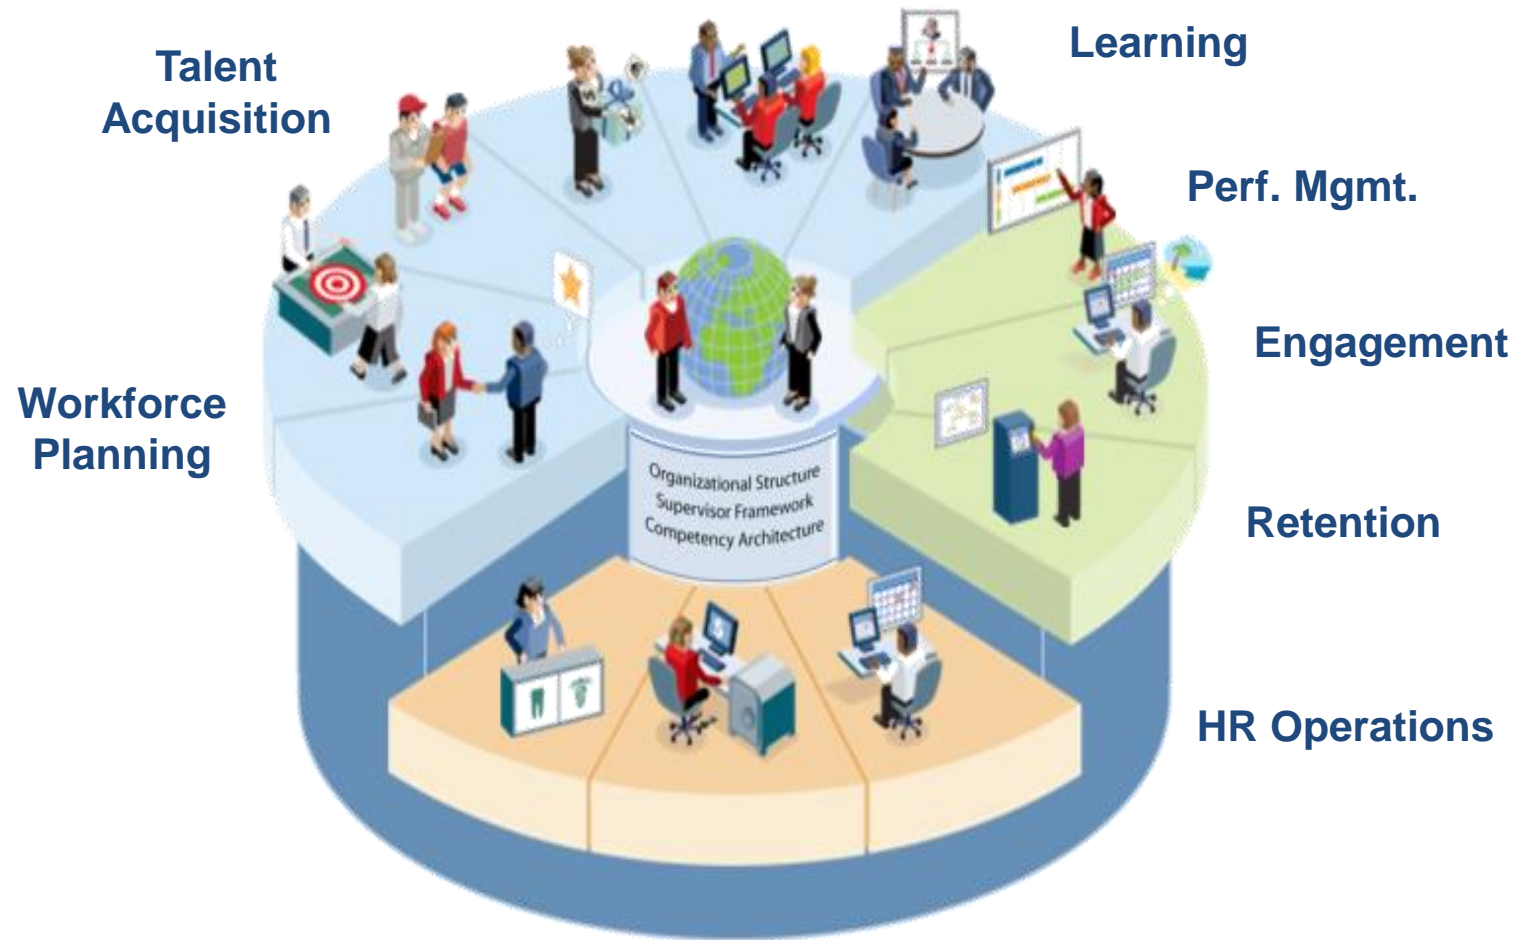 Talent
Acquisition
Learning
Perf. Mgmt.
Engagement
Workforce
Planning
Organizational Structure
Supervisor Framework
Competency Architecture
Retention
HR Operations